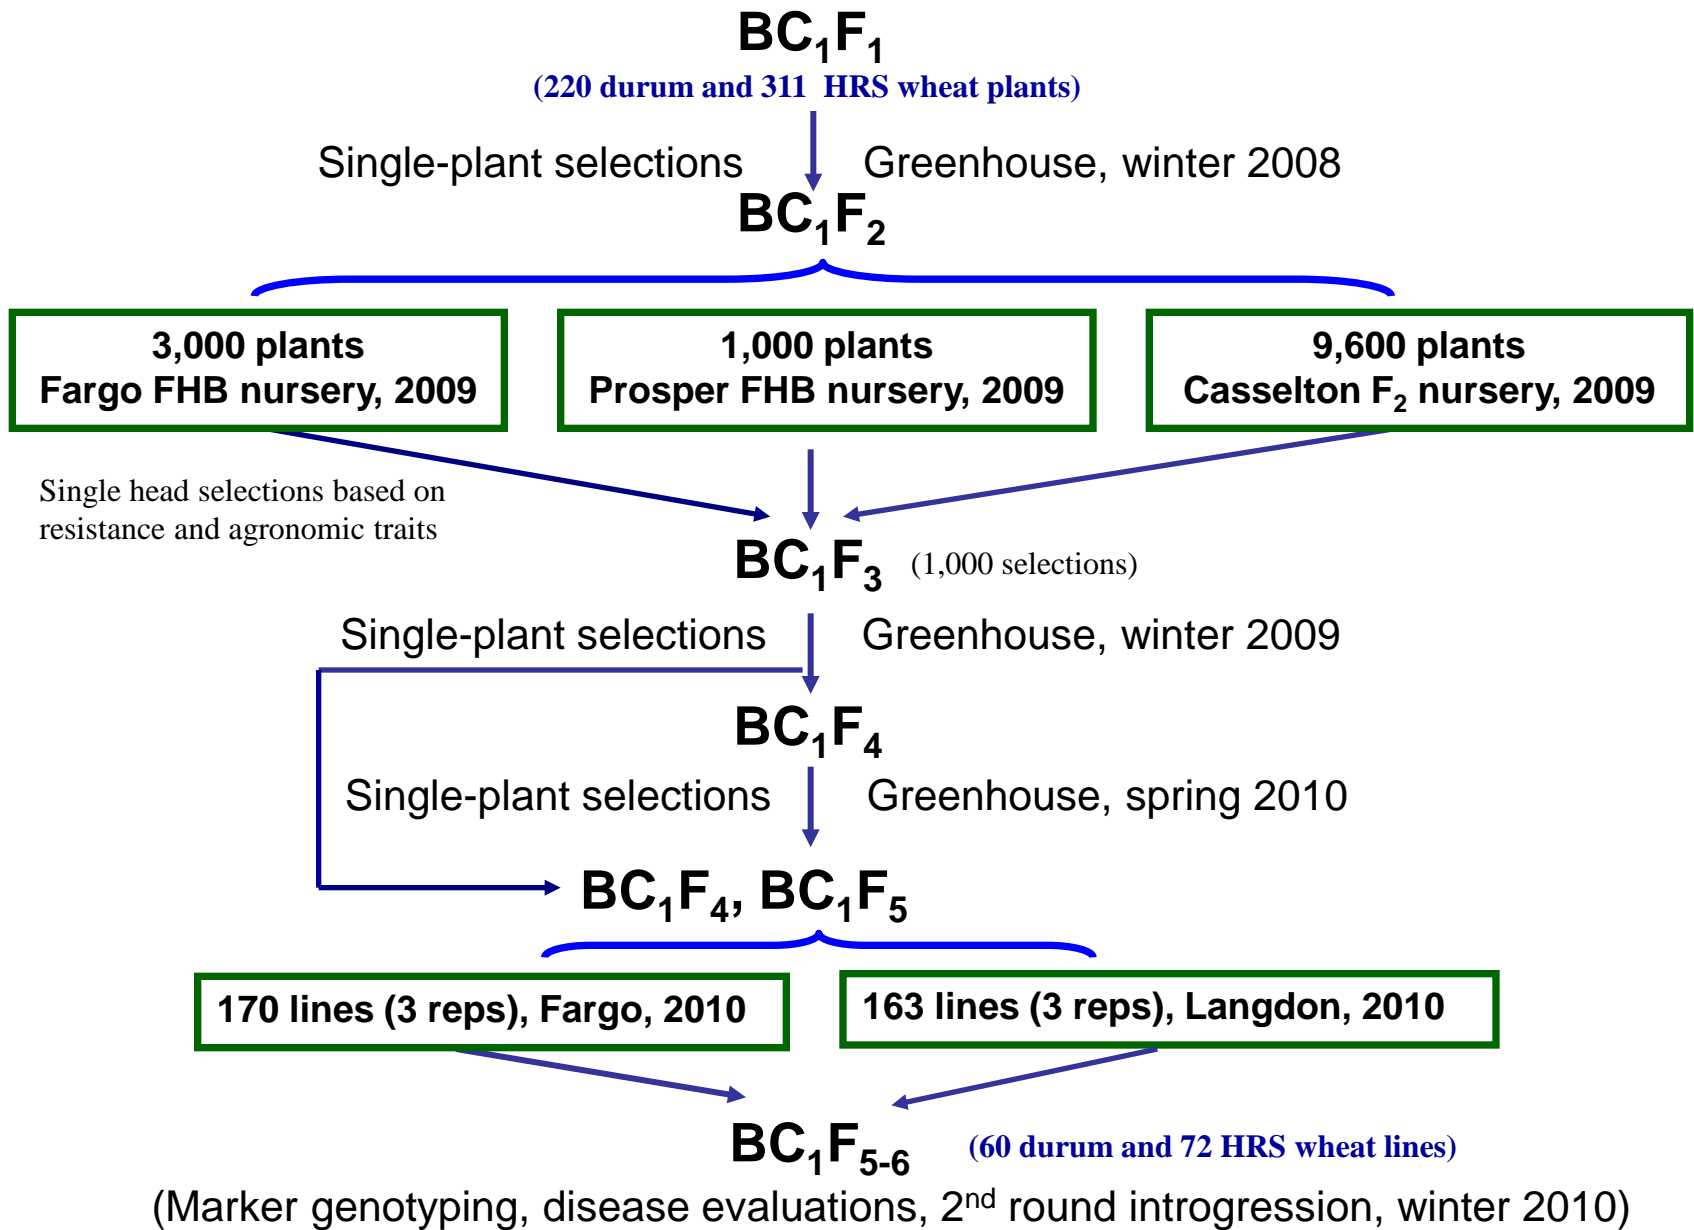 BC₁F₁
(220 durum and 311 HRS wheat plants)
Single-plant selections Greenhouse, winter 2008
BC₁F₂
3,000 plants
Fargo FHB nursery, 2009
1,000 plants
Prosper FHB nursery, 2009
9,600 plants
Casselton F₂ nursery, 2009
Single head selections based on
resistance and agronomic traits
BC₁F₃ (1,000 selections)
Single-plant selections Greenhouse, winter 2009
BC₁F₄
Single-plant selections Greenhouse, spring 2010
BC₁F₄, BC₁F₅
170 lines (3 reps), Fargo, 2010
163 lines (3 reps), Langdon, 2010
BC₁F₅₋₆ (60 durum and 72 HRS wheat lines)
(Marker genotyping, disease evaluations, 2ⁿᵈ round introgression, winter 2010)